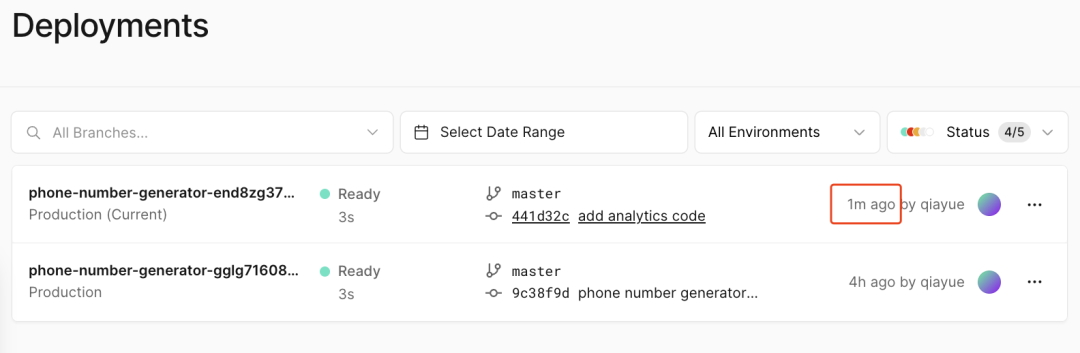 Deployments
All Branches...
Select Date Range
All Environments
Status 4/5
phone-number-generator-end8zg37...
Production (Current)
Ready
3s
master
441d32c add analytics code
1m ago by qiayue
phone-number-generator-gglg71608...
Production
Ready
3s
master
9c38f9d phone number generator...
4h ago by qiayue